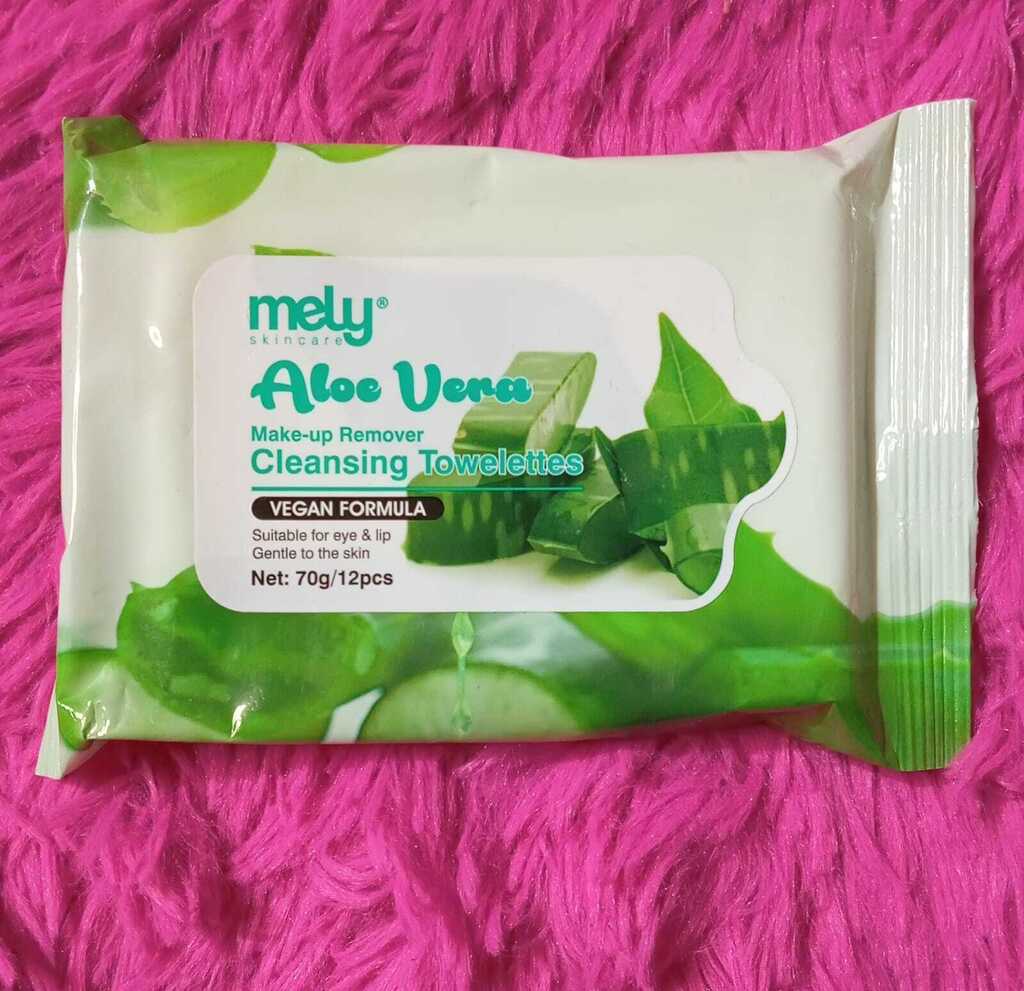 mely®
skincare
Aloe Vera
Make-up Remover
Cleansing Towelettes
VEGAN FORMULA
Suitable for eye & lip
Gentle to the skin
Net: 70g/12pcs